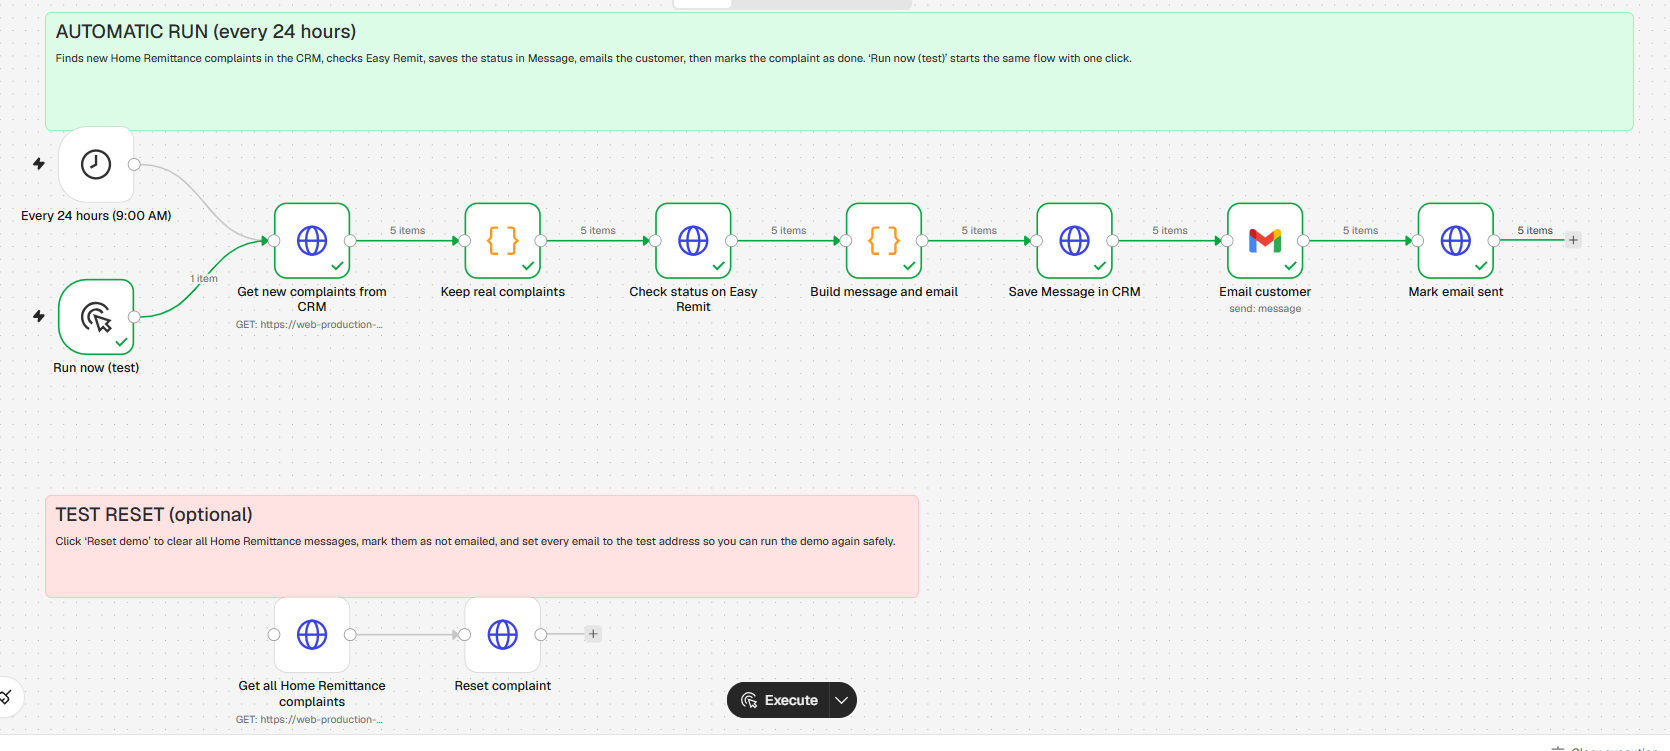 AUTOMATIC RUN (every 24 hours)
Finds new Home Remittance complaints in the CRM, checks Easy Remit, saves the status in Message, emails the customer, then marks the complaint as done. ‘Run now (test)’ starts the same flow with one click.
Every 24 hours (9:00 AM)
1 item
Run now (test)
5 items
5 items
5 items
5 items
5 items
5 items
5 items
Get new complaints from
CRM
GET: https://web-production-...
Keep real complaints
Check status on Easy
Remit
Build message and email
Save Message in CRM
Email customer
send: message
Mark email sent
TEST RESET (optional)
Click ‘Reset demo’ to clear all Home Remittance messages, mark them as not emailed, and set every email to the test address so you can run the demo again safely.
Get all Home Remittance
complaints
GET: https://web-production-...
Reset complaint
Execute